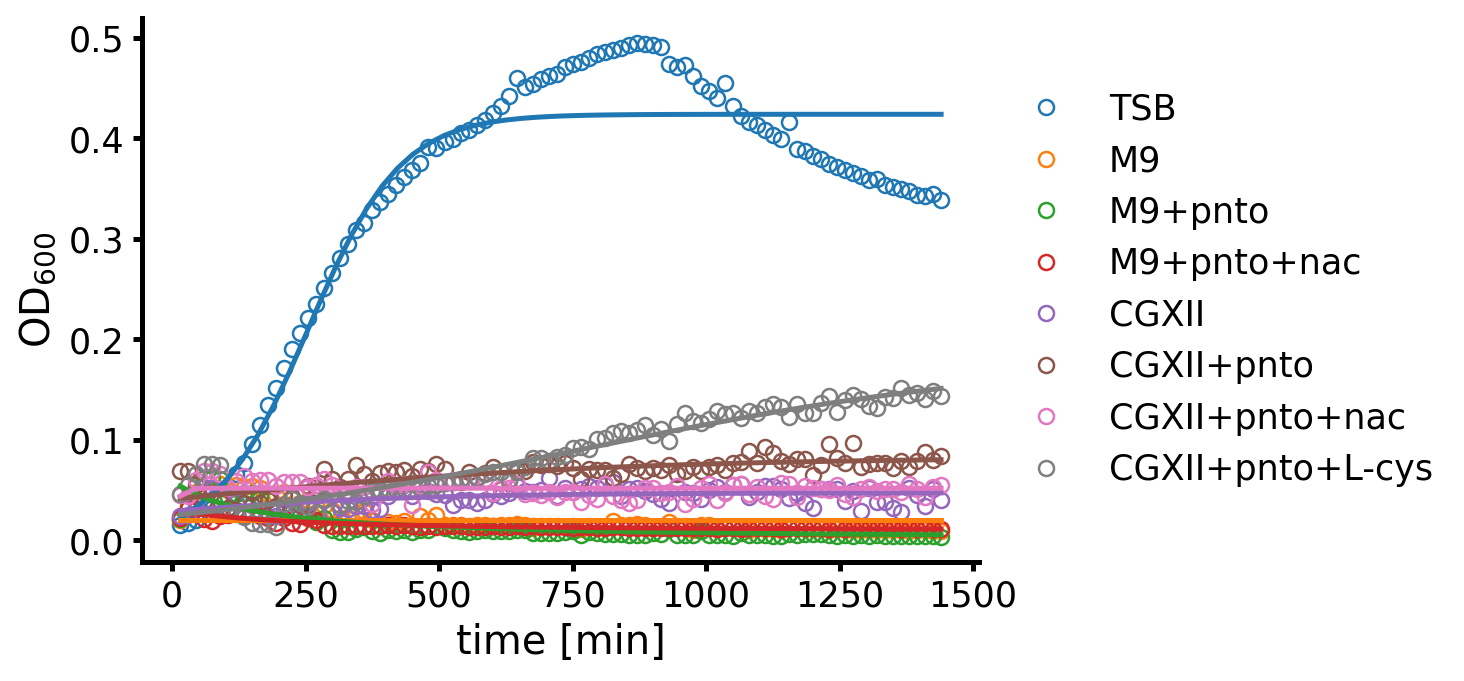 0.5
0.4
0.3
0.2
0.1
0.0
OD600
0 250 500 750 1000 1250 1500
time [min]
TSB
M9
M9+pnto
M9+pnto+nac
CGXII
CGXII+pnto
CGXII+pnto+nac
CGXII+pnto+L-cys